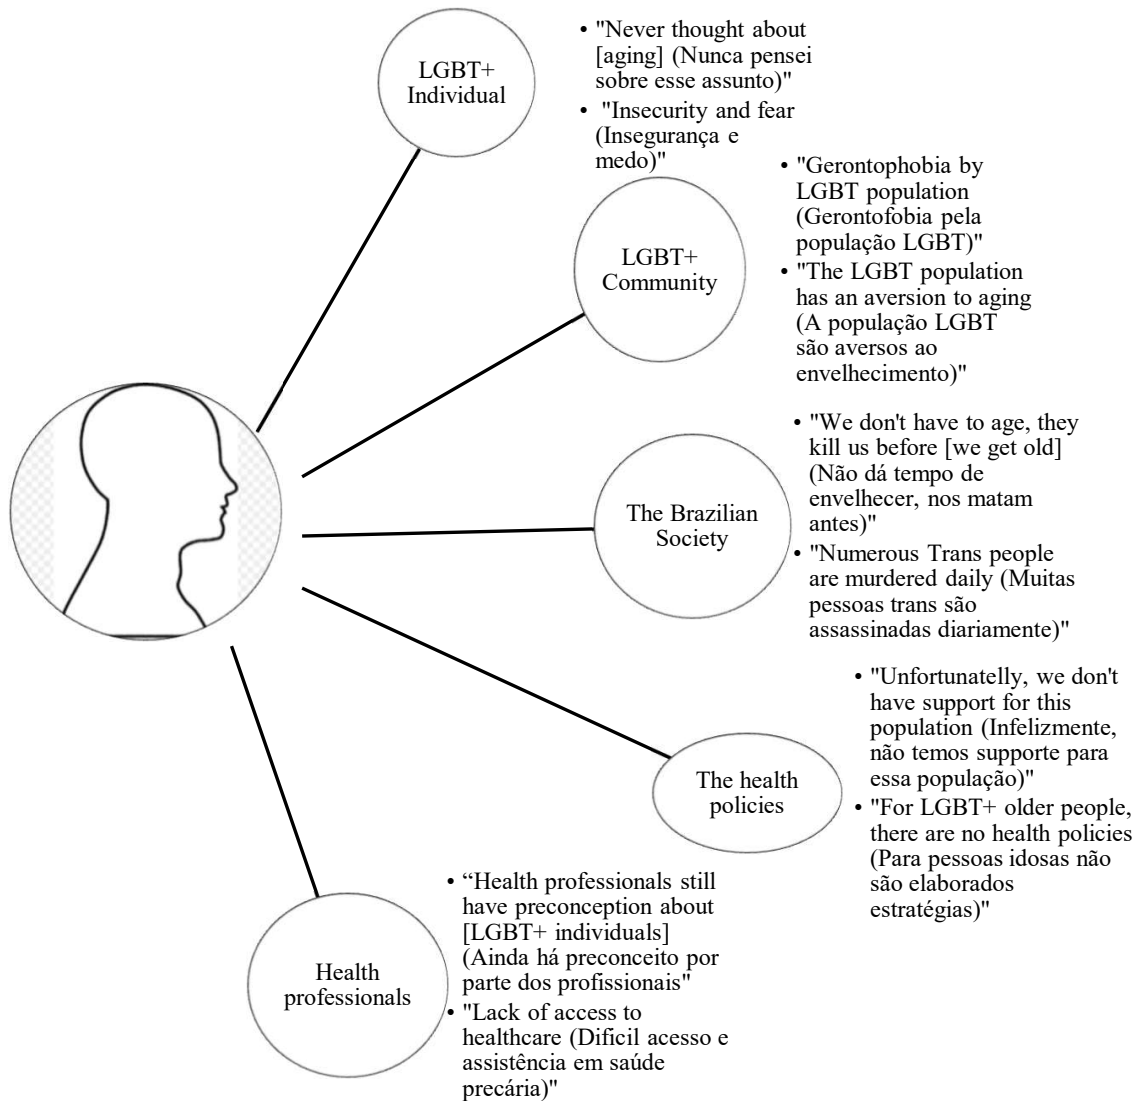 LGBT+
Individual
• "Never thought about
[aging] (Nunca pensei
sobre esse assunto)"
• "Insecurity and fear
(Insegurança e
medo)"
LGBT+
Community
• "Gerontophobia by
LGBT population
(Gerontofobia pela
população LGBT)"
• "The LGBT population
has an aversion to aging
(A população LGBT
são aversos ao
envelhecimento)"
The Brazilian
Society
• "We don't have to age, they
kill us before [we get old]
(Não dá tempo de
envelhecer, nos matam
antes)"
• "Numerous Trans people
are murdered daily (Muitas
pessoas trans são
assassinadas diariamente)"
The health
policies
• "Unfortunatelly, we don't
have support for this
population (Infelizmente,
não temos supporte para
essa população)"
• "For LGBT+ older people,
there are no health policies
(Para pessoas idosas não
são elaborados
estratégias)"
Health
professionals
• “Health professionals still
have preconception about
[LGBT+ individuals]
(Ainda há preconceito por
parte dos profissionais"
• "Lack of access to
healthcare (Dificil acesso e
assistência em saúde
precária)"